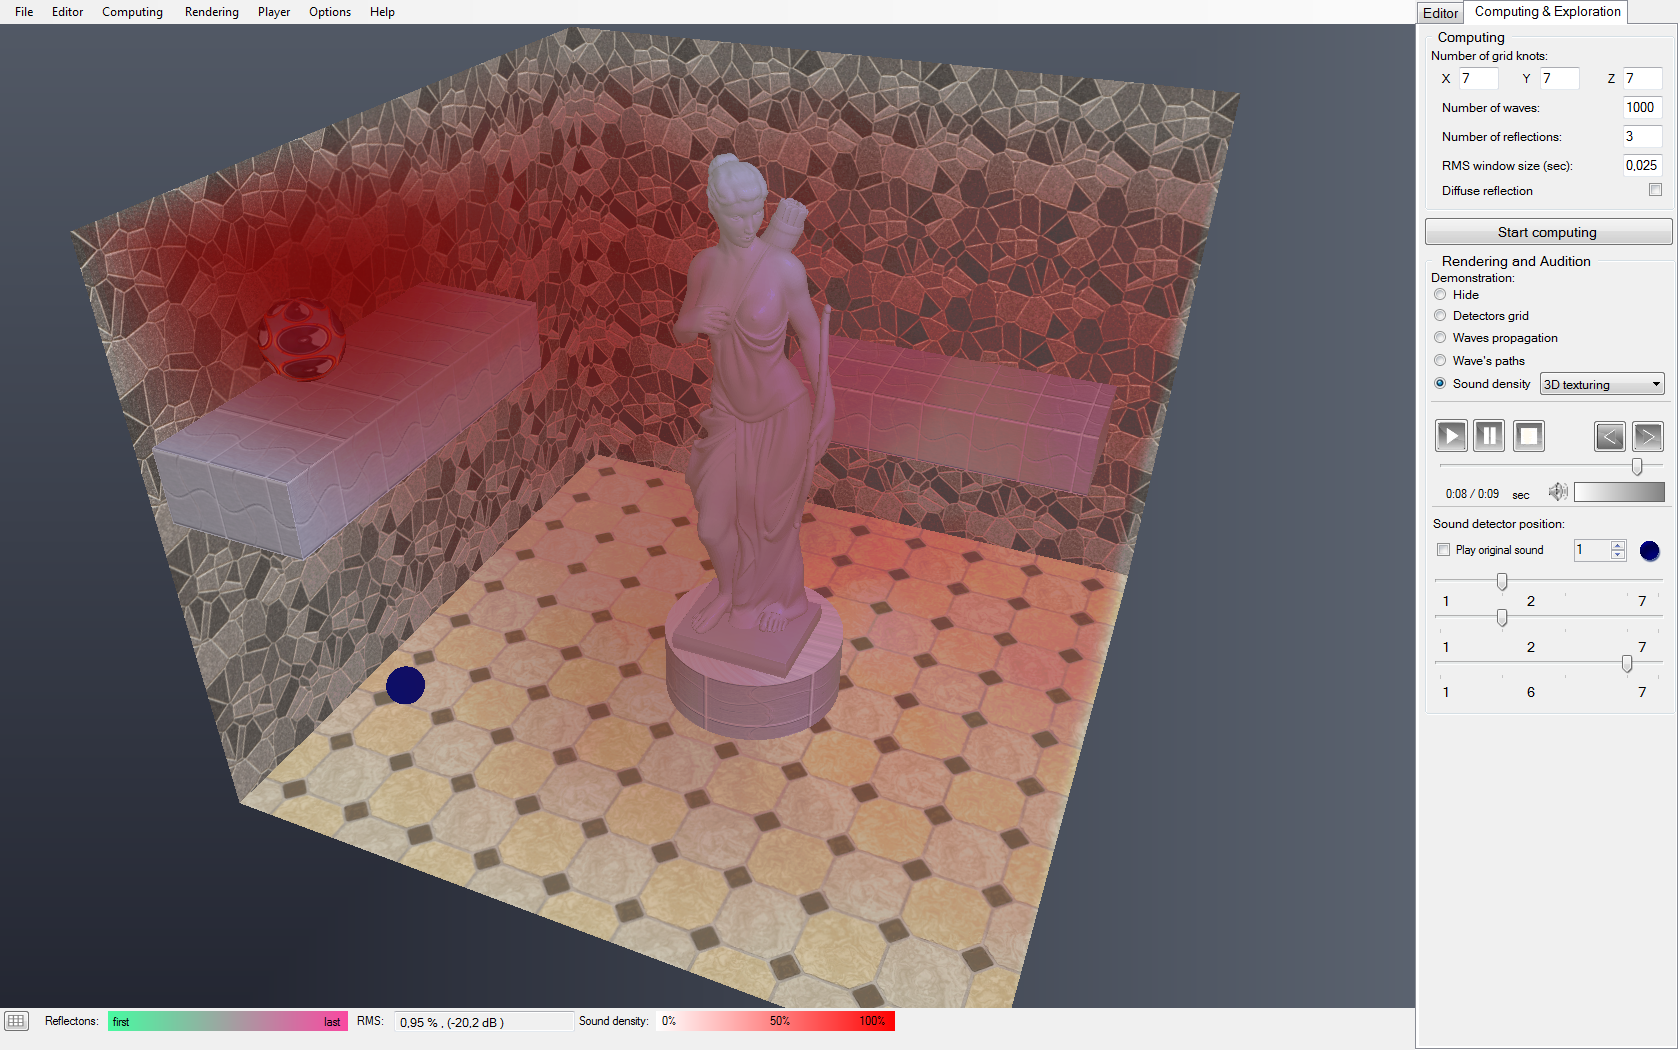 File Editor Computing Rendering Player Options Help
Editor Computing & Exploration
Computing
Number of grid knots:
X 7 Y 7 Z 7
Number of waves: 1000
Number of reflections: 3
RMS window size (sec): 0,025
Diffuse reflection
Start computing
Rendering and Audition
Demonstration:
Hide
Detectors grid
Waves propagation
Wave's paths
Sound density 3D texturing
< >
0:08 / 0:09 sec
Sound detector position:
Play original sound 1
1 2 7
1 2 7
1 6 7
Reflectons: first last RMS: 0,95 % , (-20,2 dB ) Sound density: 0% 50% 100%